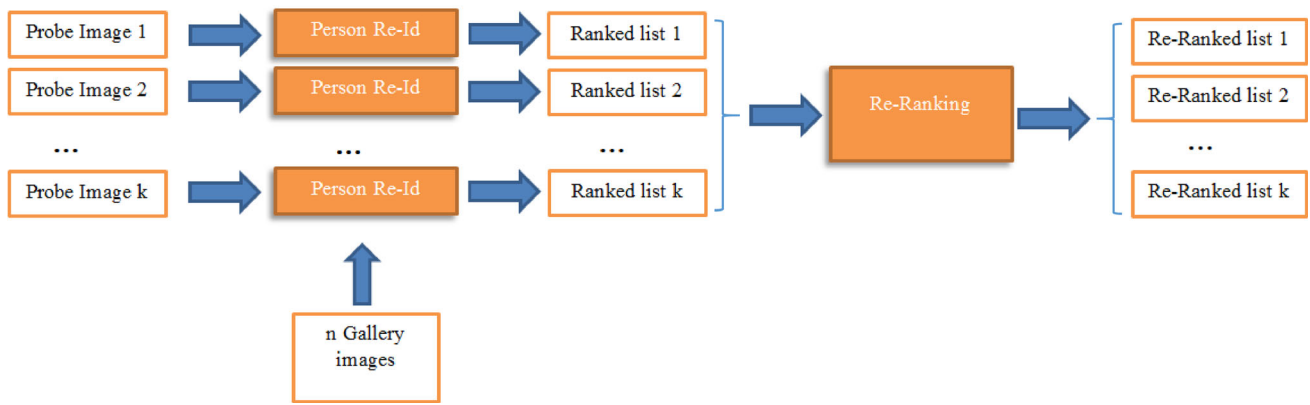 Probe Image 1
Person Re-Id
Ranked list 1
Re-Ranked list 1
Probe Image 2
Person Re-Id
Ranked list 2
Re-Ranking
Re-Ranked list 2
...
...
...
...
Probe Image k
Person Re-Id
Ranked list k
Re-Ranked list k
n Gallery
images